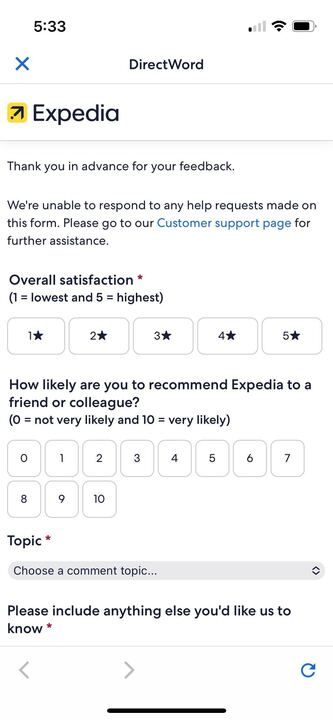 5:33
DirectWord
Expedia
Thank you in advance for your feedback.
We're unable to respond to any help requests made on
this form. Please go to our Customer support page for
further assistance.
Overall satisfaction *
(1 = lowest and 5 = highest)
1★ 2★ 3★ 4★ 5★
How likely are you to recommend Expedia to a
friend or colleague?
(0 = not very likely and 10 = very likely)
0 1 2 3 4 5 6 7
8 9 10
Topic *
Choose a comment topic...
Please include anything else you'd like us to
know *